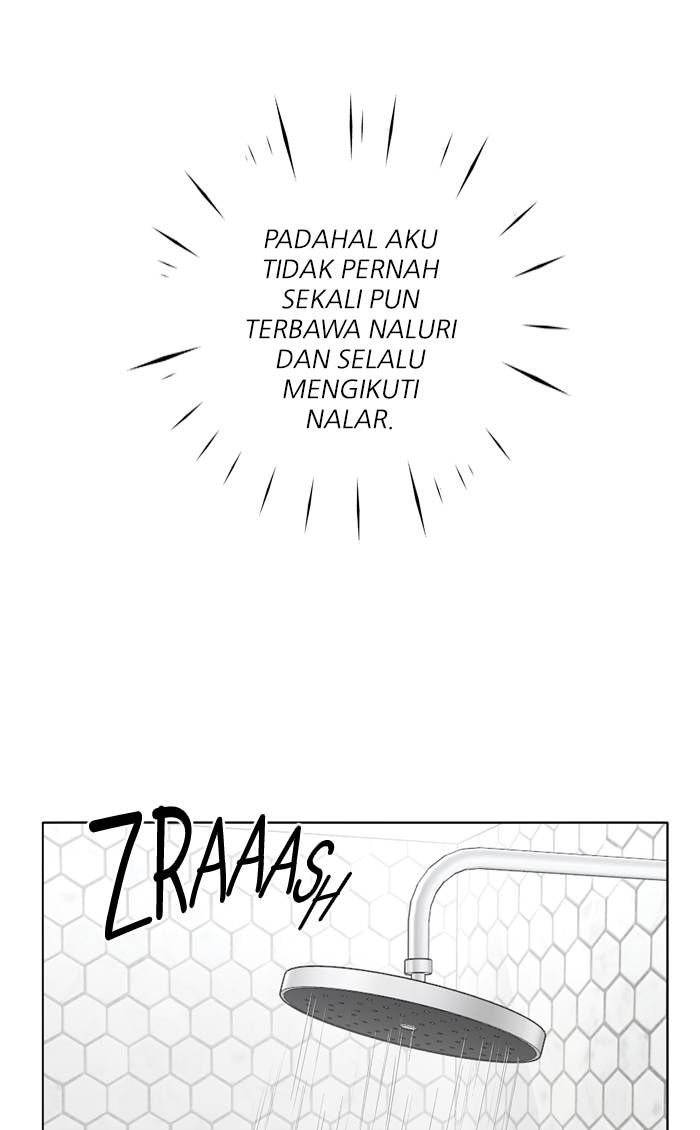 PADAHAL AKU
TIDAK PERNAH
SEKALI PUN
TERBAWA NALURI
DAN SELALU
MENGIKUTI
NALAR.
ZRAAASH